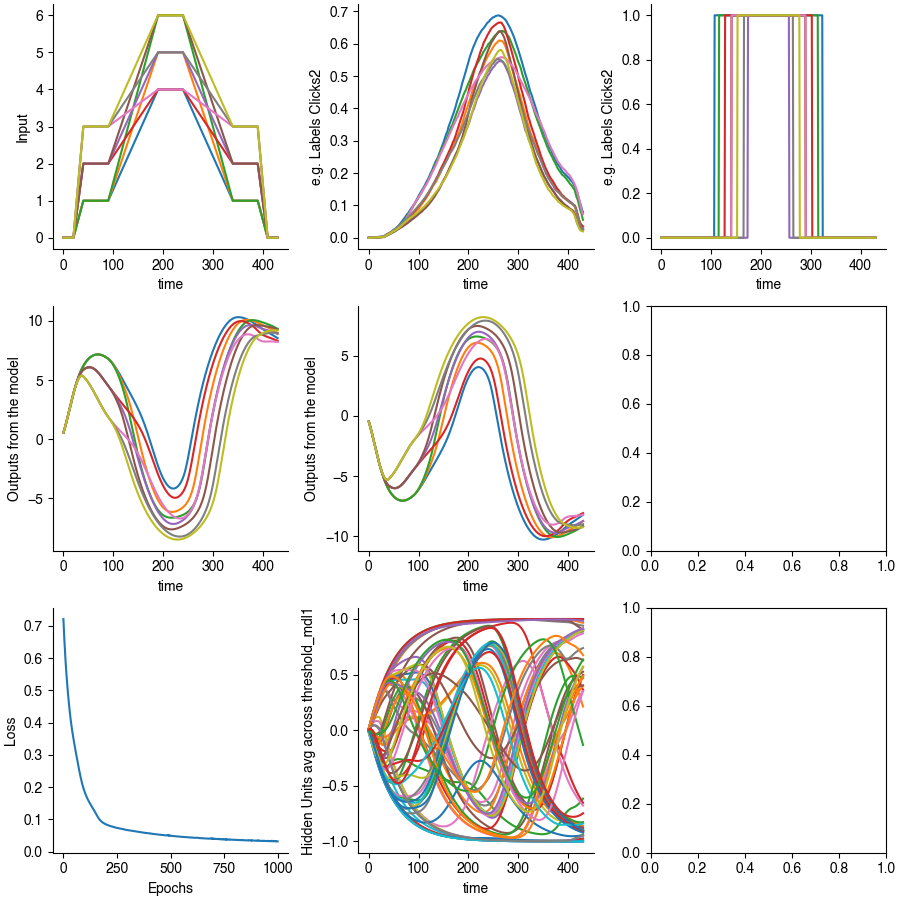 6
5
4
3
2
1
0
Input
0 100 200 300 400
time
0.7
0.6
0.5
0.4
0.3
0.2
0.1
0.0
e.g. Labels Clicks2
0 100 200 300 400
time
1.0
0.8
0.6
0.4
0.2
0.0
e.g. Labels Clicks2
0 100 200 300 400
time
10
5
0
−5
Outputs from the model
0 100 200 300 400
time
5
0
−5
−10
Outputs from the model
0 100 200 300 400
time
1.0
0.8
0.6
0.4
0.2
0.0
0.0 0.2 0.4 0.6 0.8 1.0
0.7
0.6
0.5
0.4
0.3
0.2
0.1
0.0
Loss
0 250 500 750 1000
Epochs
1.0
0.5
0.0
−0.5
−1.0
Hidden Units avg across threshold_mdl1
0 100 200 300 400
time
1.0
0.8
0.6
0.4
0.2
0.0
0.0 0.2 0.4 0.6 0.8 1.0